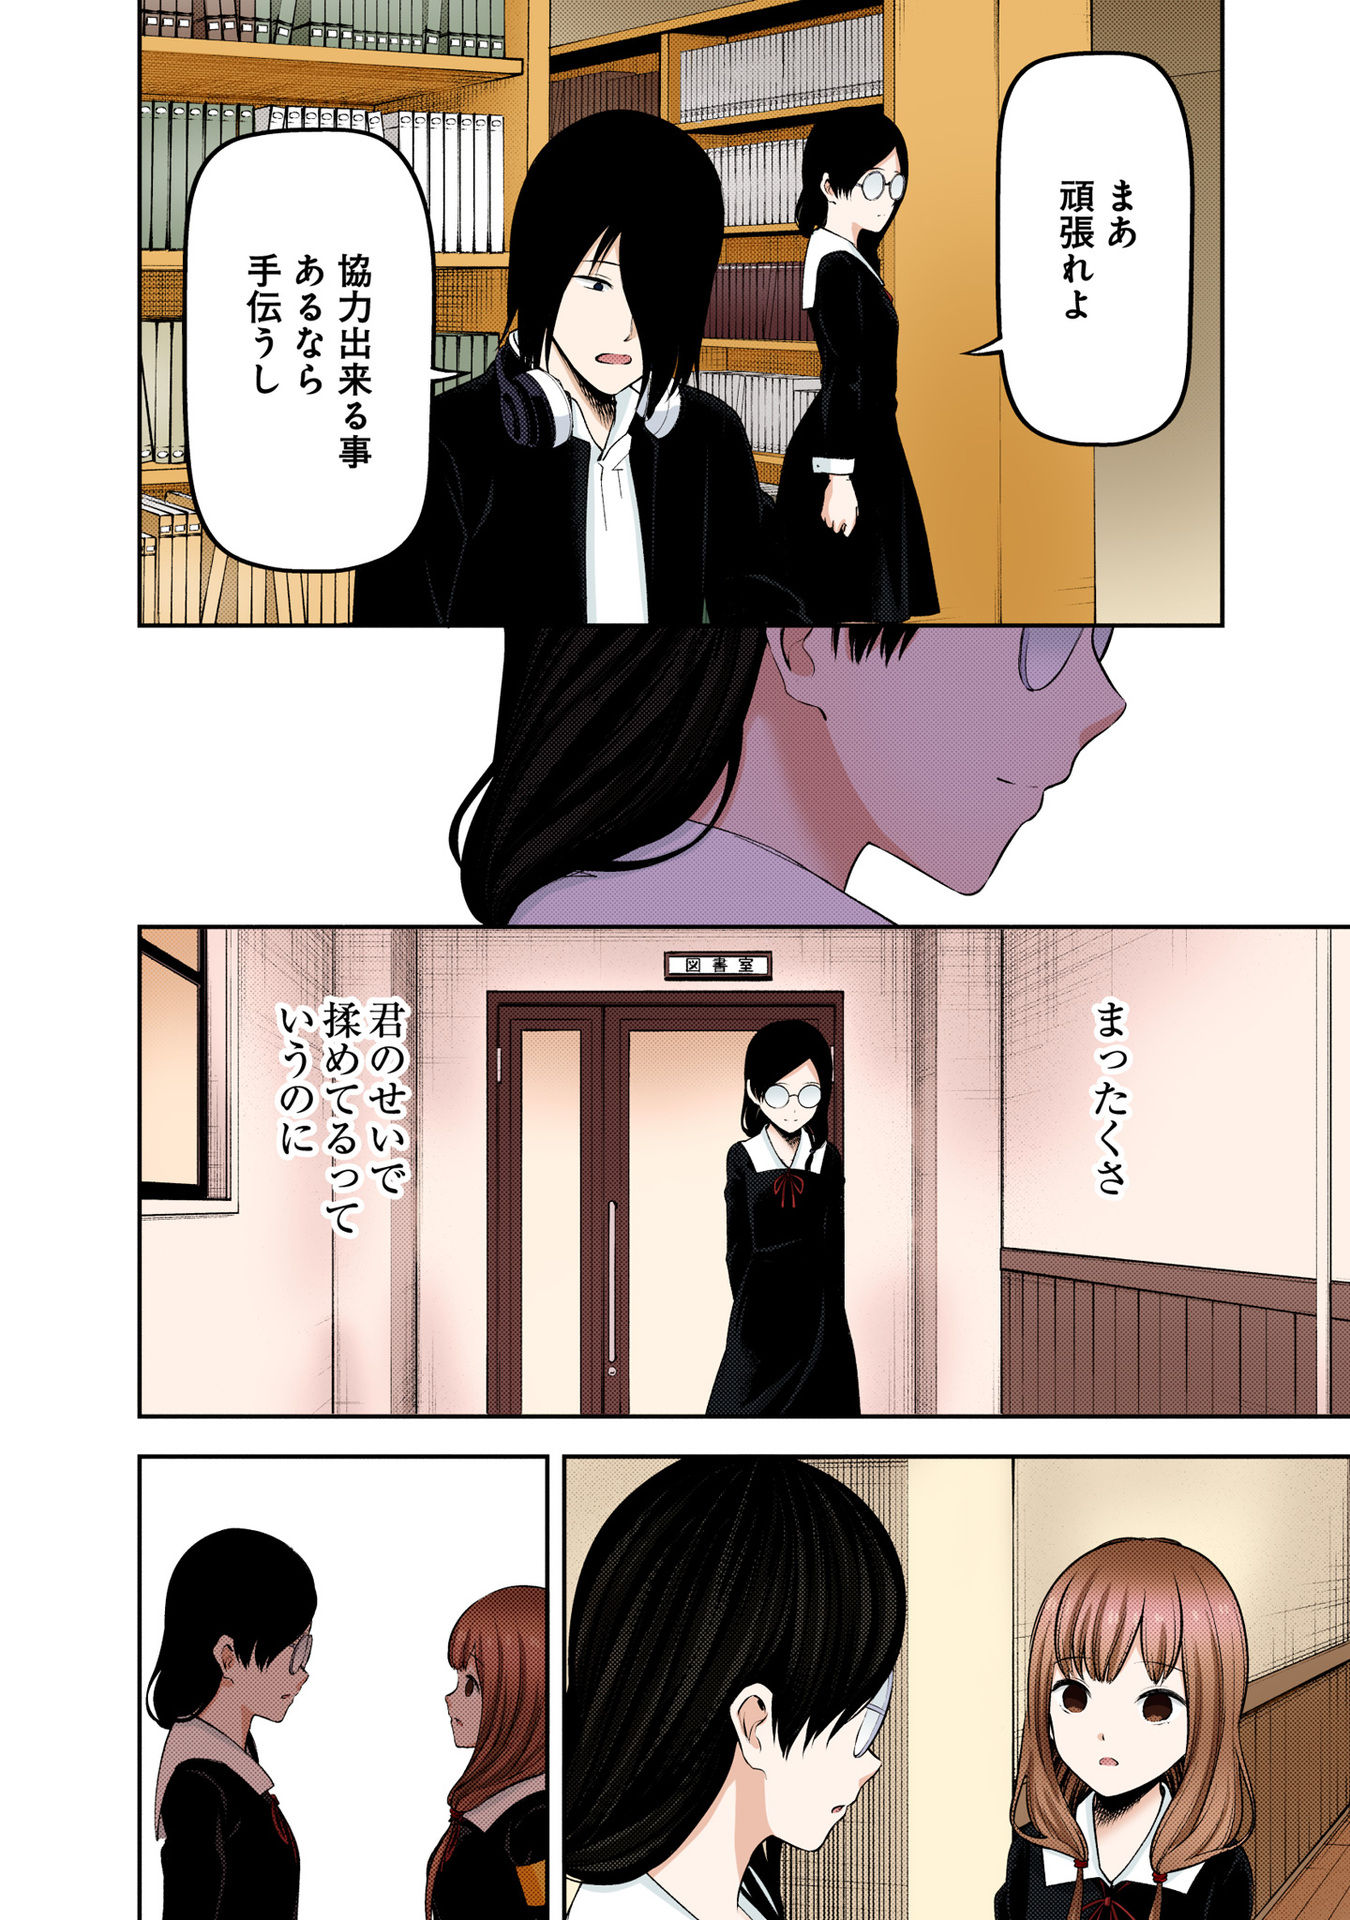 まあ
頑張れよ
協力出来る事
あるなら
手伝うし
図書室
まったくさ
君のせいで
揉めてるって
いうのに